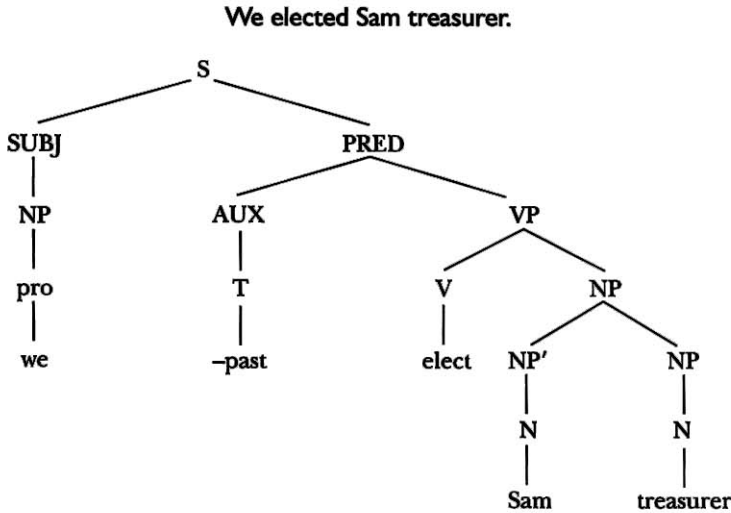 We elected Sam treasurer.
S
SUBJ PRED
NP AUX VP
pro T V NP
we –past elect NP′ NP
N N
Sam treasurer